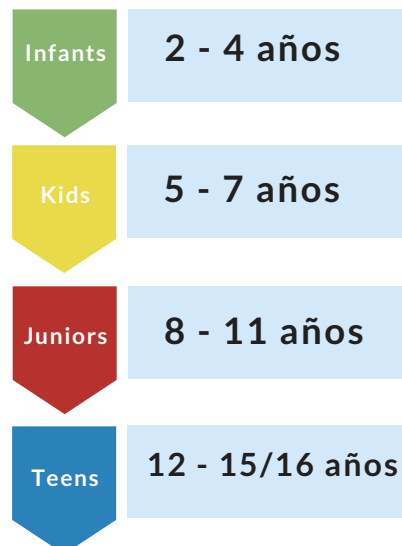 Infants
2 - 4 años
Kids
5 - 7 años
Juniors
8 - 11 años
Teens
12 - 15/16 años